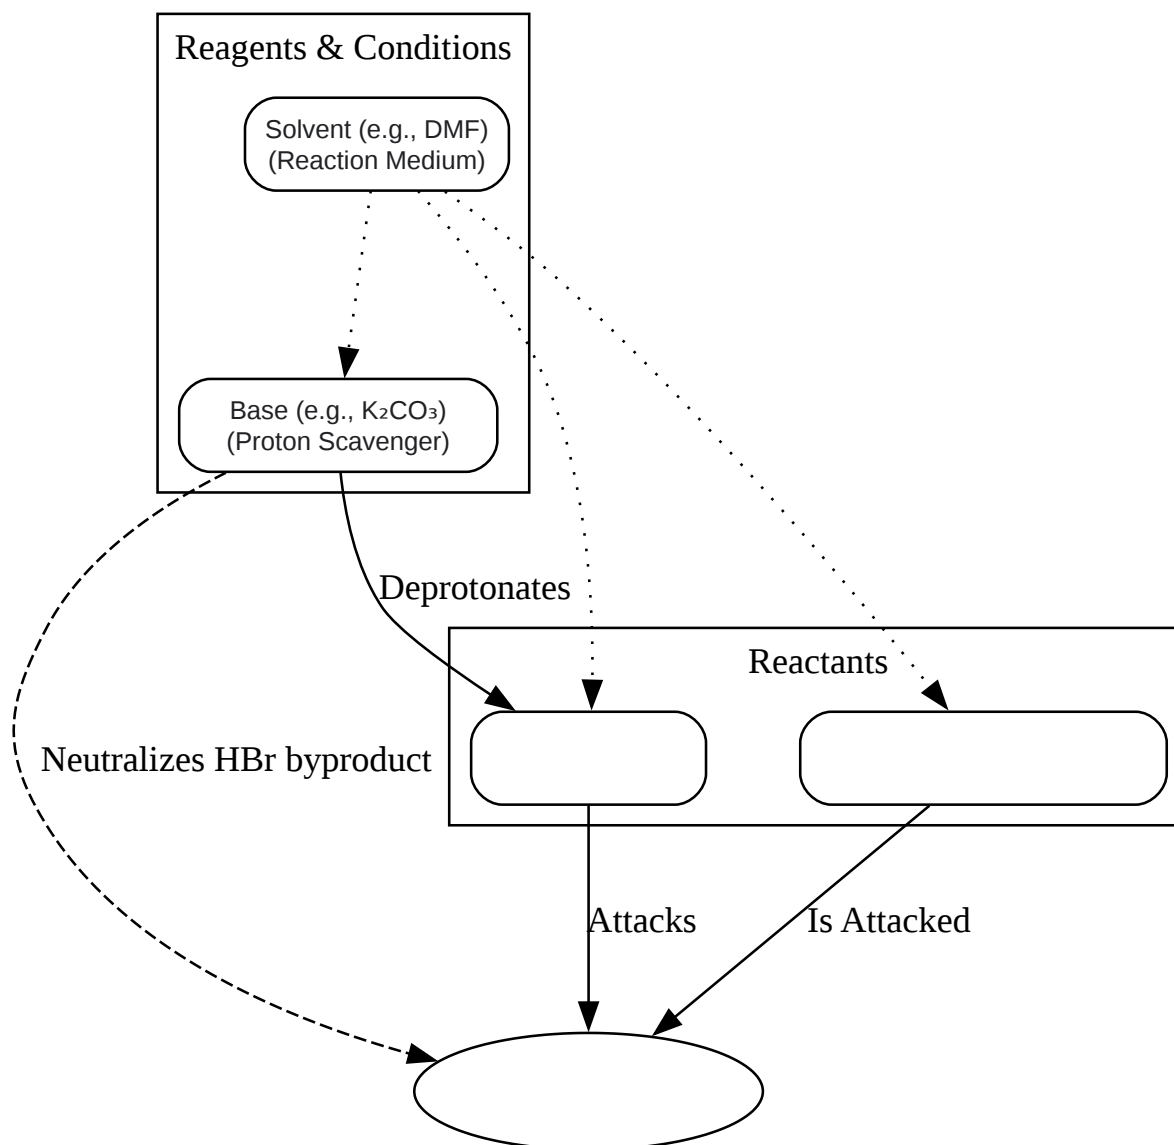 Reagents & Conditions
Solvent (e.g., DMF)
(Reaction Medium)
Base (e.g., K₂CO₃)
(Proton Scavenger)
Deprotonates
Reactants
Neutralizes HBr byproduct
Attacks
Is Attacked